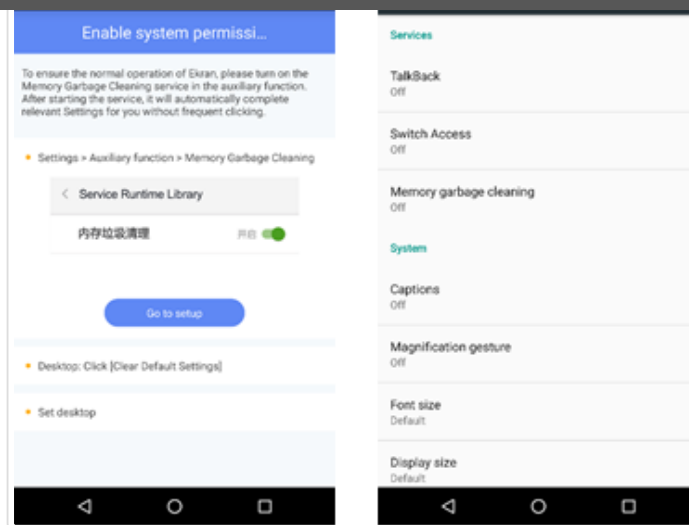 Enable system permissi...
To ensure the normal operation of Ekran, please turn on the
Memory Garbage Cleaning service in the auxiliary function.
After starting the service, it will automatically complete
relevant Settings for you without frequent clicking.
Settings > Auxiliary function > Memory Garbage Cleaning
Service Runtime Library
内存垃圾清理 开启
Go to setup
Desktop: Click [Clear Default Settings]
Set desktop
Services
TalkBack
Off
Switch Access
Off
Memory garbage cleaning
Off
System
Captions
Off
Magnification gesture
Off
Font size
Default
Display size
Default